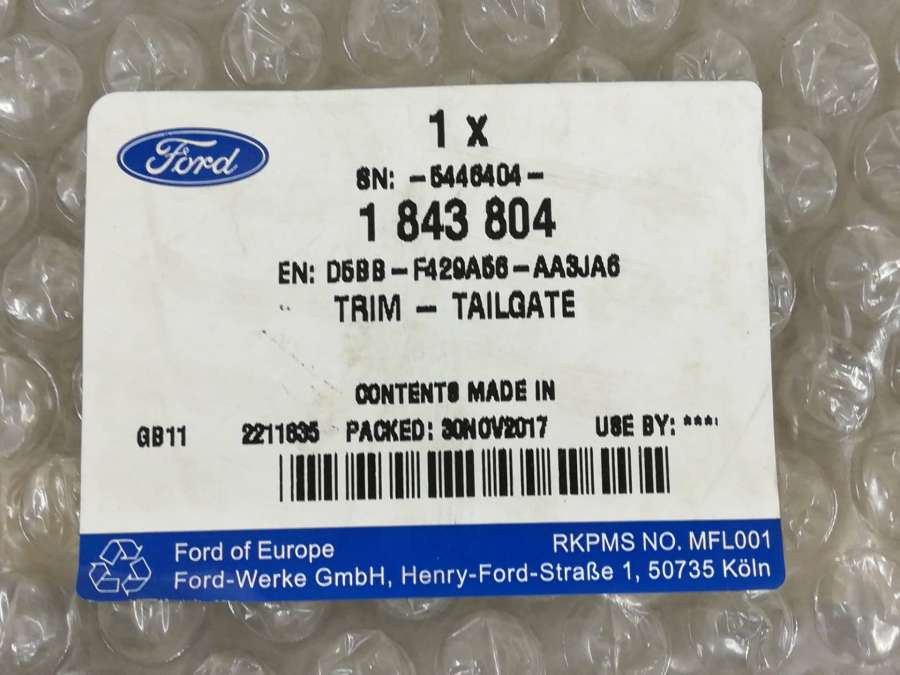 Ford
1 x
SN: -5446404-
1 843 804
EN: D5BB-F429A56-AA3JA6
TRIM - TAILGATE
CONTENTS MADE IN
GB11 2211835 PACKED: 30NOV2017 USE BY: ***
Ford of Europe RKPMS NO. MFL001
Ford-Werke GmbH, Henry-Ford-Straße 1, 50735 Köln